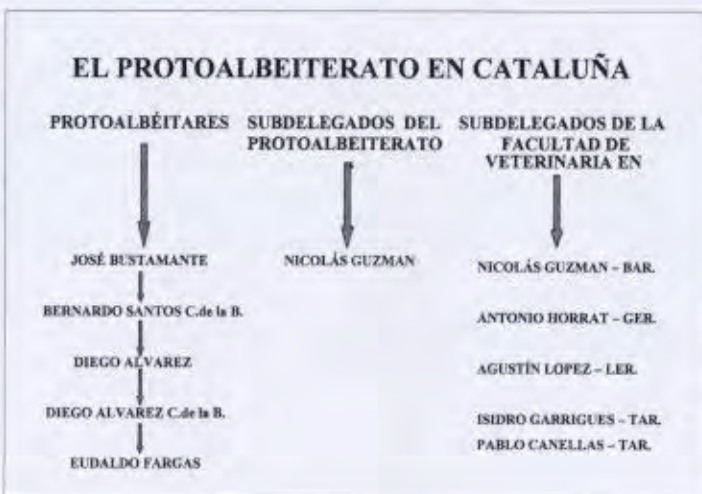 EL PROTOALBEITERATO EN CATALUÑA
PROTOALBÉITARES
SUBDELEGADOS DEL
PROTOALBEITERATO
SUBDELEGADOS DE LA
FACULTAD DE
VETERINARIA EN
JOSÉ BUSTAMANTE
BERNARDO SANTOS C.de la B.
DIEGO ALVAREZ
DIEGO ALVAREZ C.de la B.
EUDALDO FARGAS
NICOLÁS GUZMAN
NICOLÁS GUZMAN – BAR.
ANTONIO HORRAT – GER.
AGUSTÍN LOPEZ – LER.
ISIDRO GARRIGUES – TAR.
PABLO CANELLAS – TAR.